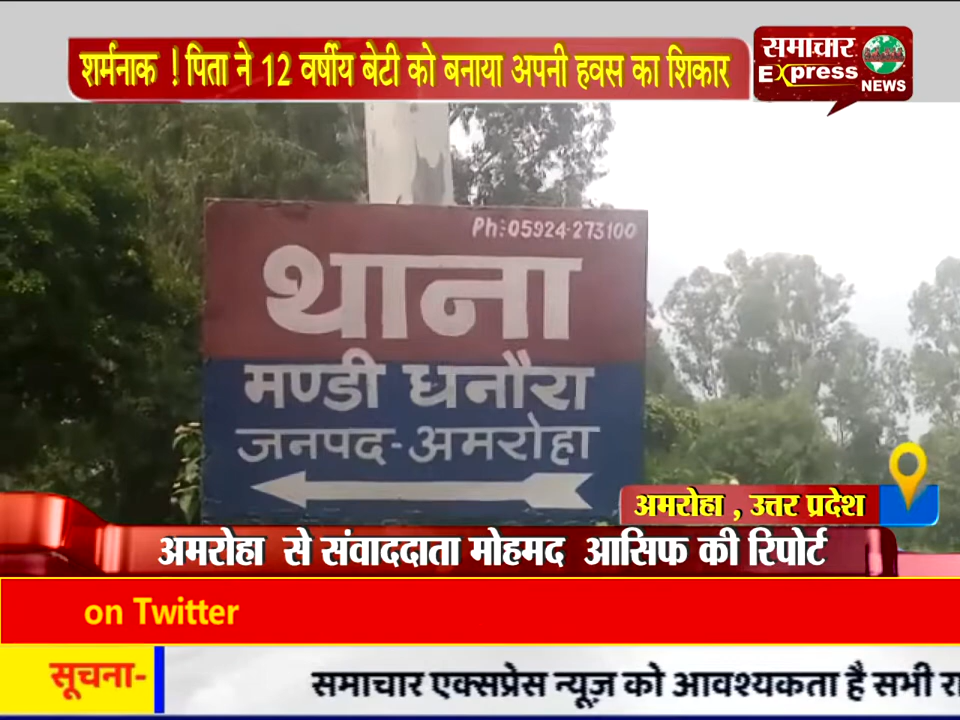 शर्मनाक ! पिता ने 12 वर्षीय बेटी को बनाया अपनी हवस का शिकार
समाचार
Express
NEWS
Ph:05924-273100
थाना
मण्डी धनौरा
जनपद-अमरोहा
अमरोहा , उत्तर प्रदेश
अमरोहा से संवाददाता मोहमद आसिफ की रिपोर्ट
on Twitter
सूचना- समाचार एक्सप्रेस न्यूज़ को आवश्यकता है सभी